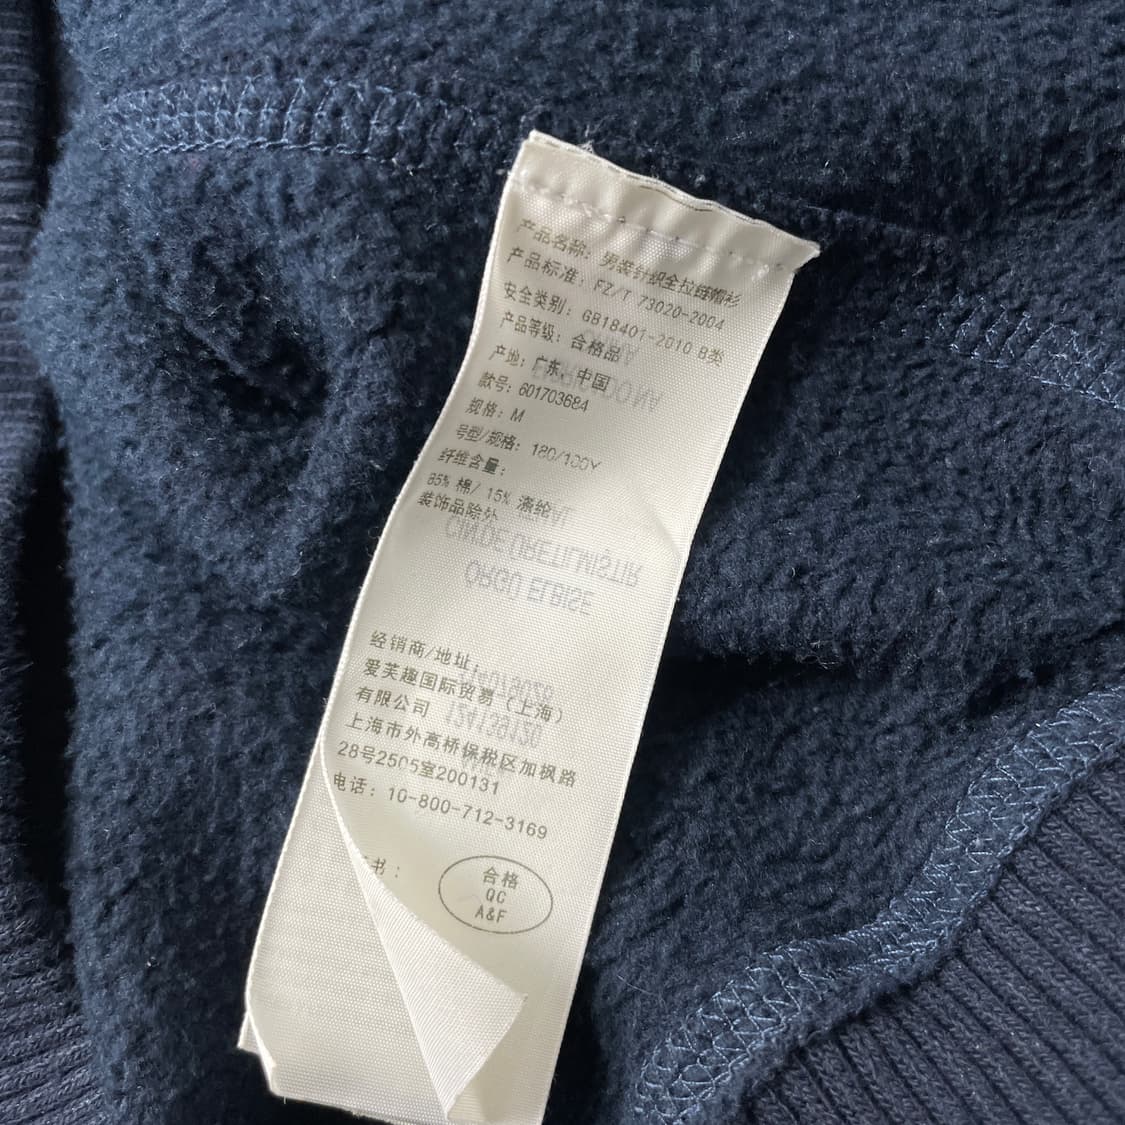 产品名称：男装针织全拉链帽衫
产品标准：FZ/T 73020-2004
安全类别：GB18401-2010 B类
产品等级：合格品
产地：广东，中国
款号：601703684
规格：M
号型/规格：180/100Y
纤维含量：
85% 棉/ 15% 涤纶
装饰品除外
经销商/地址：
爱芙趣国际贸易（上海）
有限公司
上海市外高桥保税区加枫路
28号2505室200131
电话：10-800-712-3169
书：
合格
QC
A&F